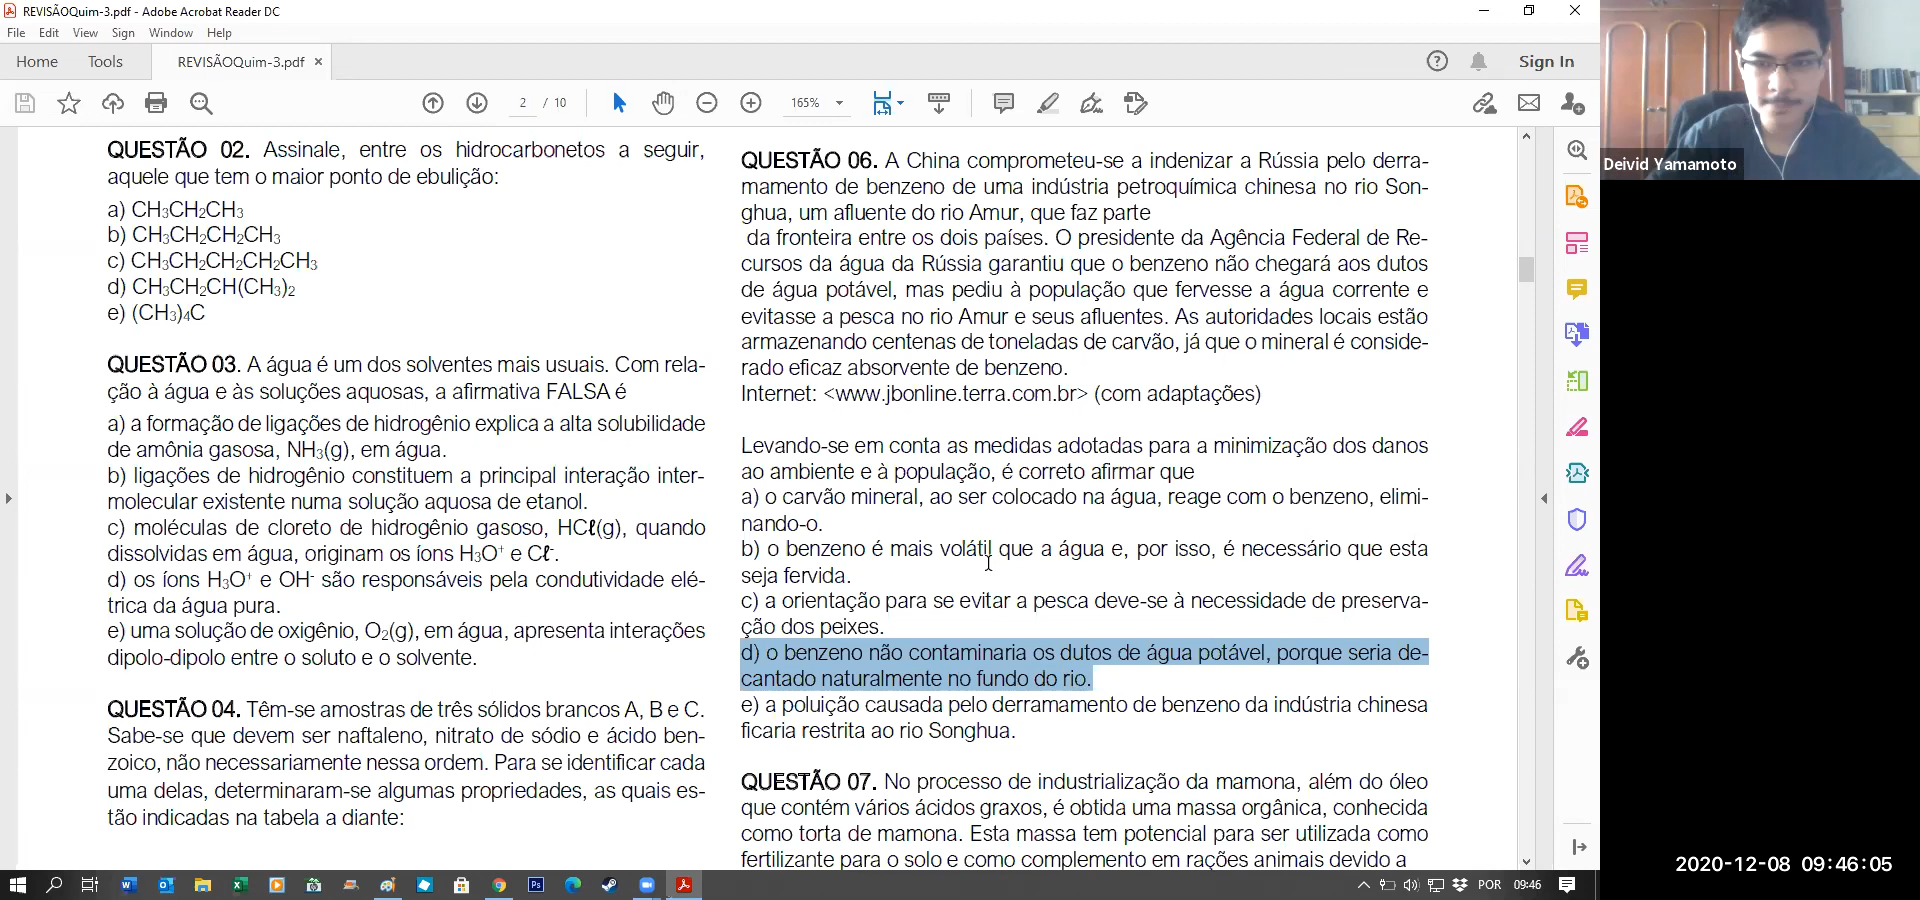 REVISÃOQuim-3.pdf - Adobe Acrobat Reader DC
File Edit View Sign Window Help
Home Tools REVISÃOQuim-3.pdf × Sign In
2 / 10 165%
QUESTÃO 02. Assinale, entre os hidrocarbonetos a seguir,
aquele que tem o maior ponto de ebulição:
a) CH₃CH₂CH₃
b) CH₃CH₂CH₂CH₃
c) CH₃CH₂CH₂CH₂CH₃
d) CH₃CH₂CH(CH₃)₂
e) (CH₃)₄C
QUESTÃO 03. A água é um dos solventes mais usuais. Com rela-
ção à água e às soluções aquosas, a afirmativa FALSA é
a) a formação de ligações de hidrogênio explica a alta solubilidade
de amônia gasosa, NH₃(g), em água.
b) ligações de hidrogênio constituem a principal interação inter-
molecular existente numa solução aquosa de etanol.
c) moléculas de cloreto de hidrogênio gasoso, HCℓ(g), quando
dissolvidas em água, originam os íons H₃O⁺ e Cℓ⁻.
d) os íons H₃O⁺ e OH⁻ são responsáveis pela condutividade elé-
trica da água pura.
e) uma solução de oxigênio, O₂(g), em água, apresenta interações
dipolo-dipolo entre o soluto e o solvente.
QUESTÃO 04. Têm-se amostras de três sólidos brancos A, B e C.
Sabe-se que devem ser naftaleno, nitrato de sódio e ácido ben-
zoico, não necessariamente nessa ordem. Para se identificar cada
uma delas, determinaram-se algumas propriedades, as quais es-
tão indicadas na tabela a diante:
QUESTÃO 06. A China comprometeu-se a indenizar a Rússia pelo derra-
mamento de benzeno de uma indústria petroquímica chinesa no rio Son-
ghua, um afluente do rio Amur, que faz parte
da fronteira entre os dois países. O presidente da Agência Federal de Re-
cursos da água da Rússia garantiu que o benzeno não chegará aos dutos
de água potável, mas pediu à população que fervesse a água corrente e
evitasse a pesca no rio Amur e seus afluentes. As autoridades locais estão
armazenando centenas de toneladas de carvão, já que o mineral é conside-
rado eficaz absorvente de benzeno.
Internet: <www.jbonline.terra.com.br> (com adaptações)
Levando-se em conta as medidas adotadas para a minimização dos danos
ao ambiente e à população, é correto afirmar que
a) o carvão mineral, ao ser colocado na água, reage com o benzeno, elimi-
nando-o.
b) o benzeno é mais volátil que a água e, por isso, é necessário que esta
seja fervida.
c) a orientação para se evitar a pesca deve-se à necessidade de preserva-
ção dos peixes.
d) o benzeno não contaminaria os dutos de água potável, porque seria de-
cantado naturalmente no fundo do rio.
e) a poluição causada pelo derramamento de benzeno da indústria chinesa
ficaria restrita ao rio Songhua.
QUESTÃO 07. No processo de industrialização da mamona, além do óleo
que contém vários ácidos graxos, é obtida uma massa orgânica, conhecida
como torta de mamona. Esta massa tem potencial para ser utilizada como
fertilizante para o solo e como complemento em rações animais devido a
Deivid Yamamoto
2020-12-08 09:46:05
POR 09:46